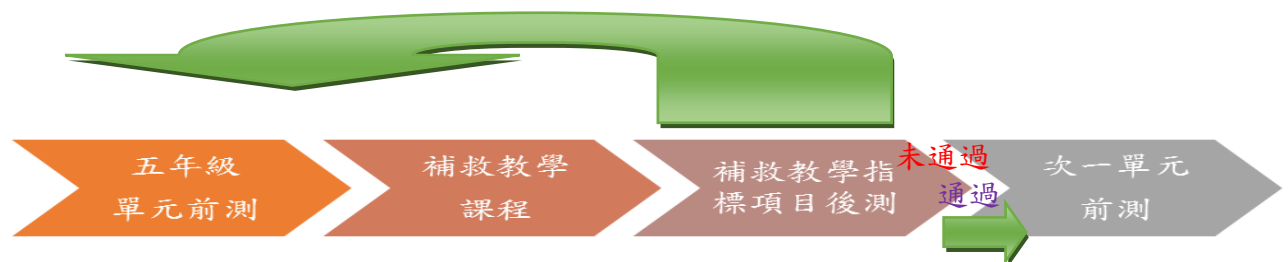 五年級
單元前測
補救教學
課程
補救教學指
標項目後測
未通過
通過
次一單元
前測